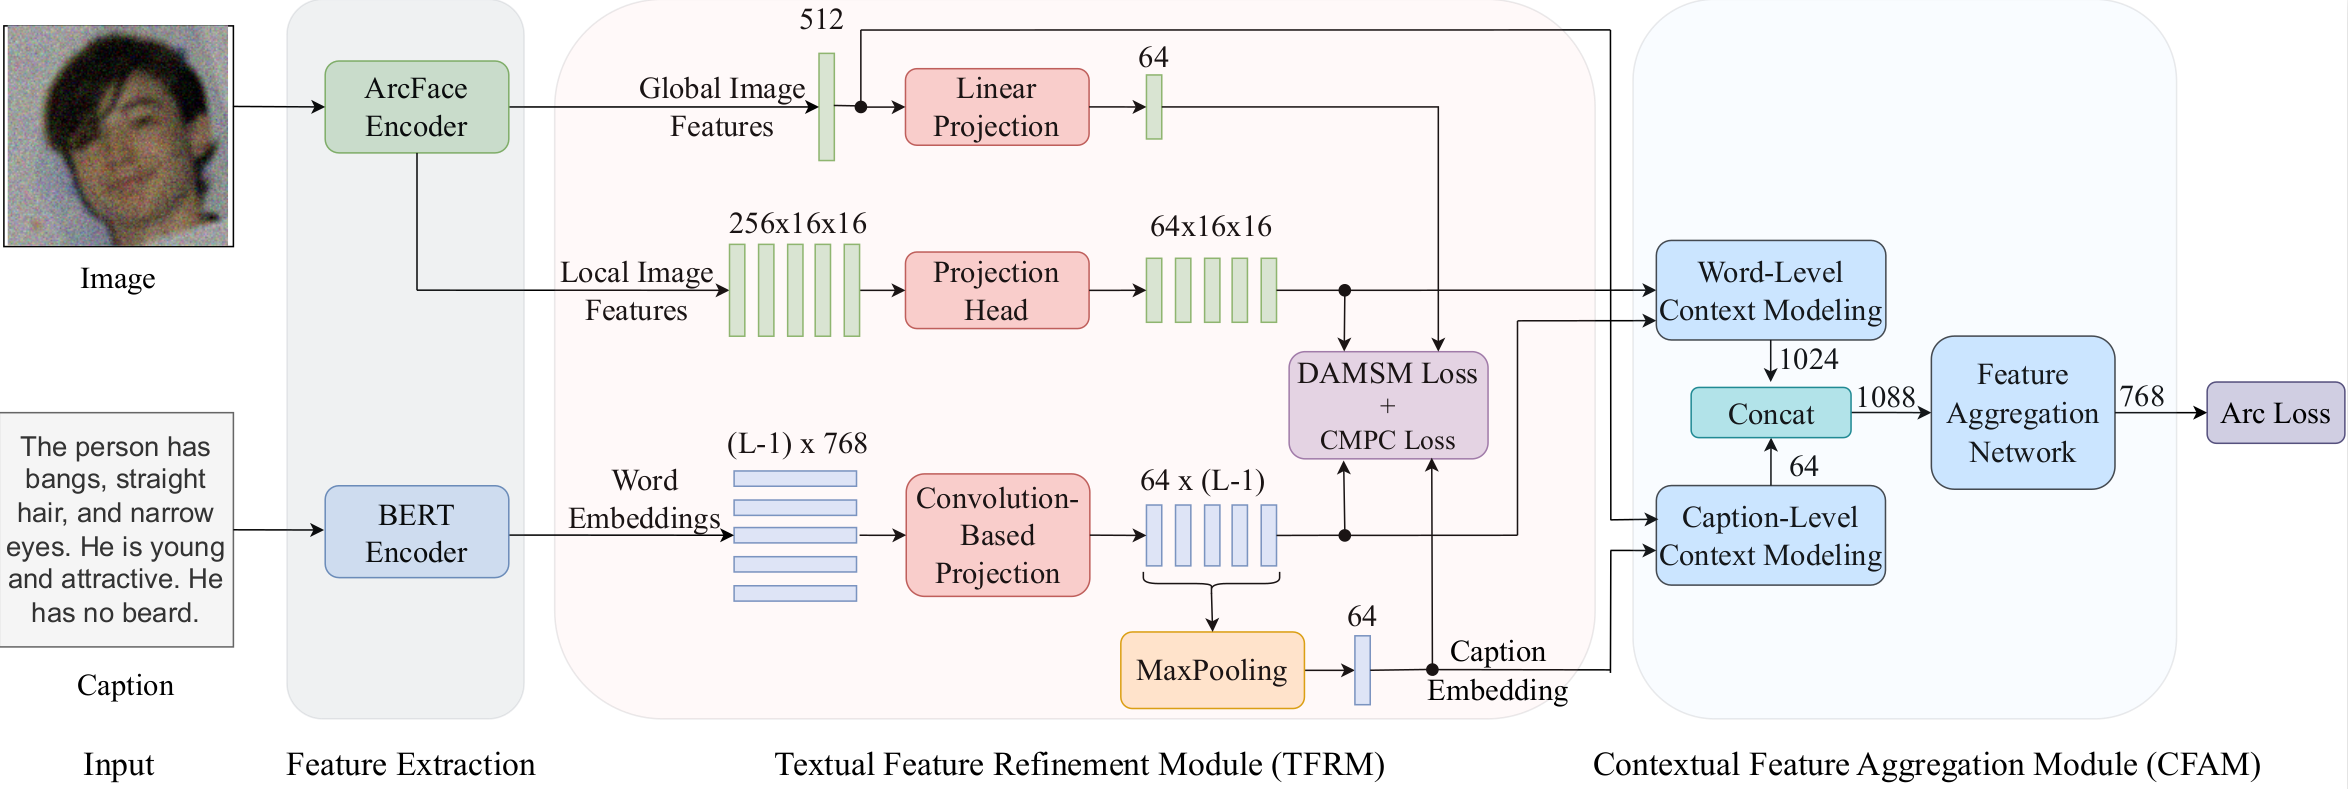 Image
The person has
bangs, straight
hair, and narrow
eyes. He is young
and attractive. He
has no beard.
Caption
Input
ArcFace
Encoder
BERT
Encoder
Feature Extraction
512
Global Image
Features
Linear
Projection
64
256x16x16
Local Image
Features
Projection
Head
64x16x16
DAMSM Loss
+
CMPC Loss
(L-1) x 768
Word
Embeddings
Convolution-
Based
Projection
64 x (L-1)
MaxPooling
64
Caption
Embedding
Textual Feature Refinement Module (TFRM)
Word-Level
Context Modeling
1024
Concat
1088
64
Caption-Level
Context Modeling
Feature
Aggregation
Network
768
Arc Loss
Contextual Feature Aggregation Module (CFAM)